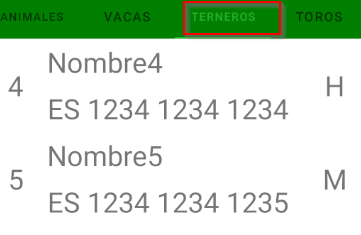 ANIMALES VACAS TERNEROS TOROS
Nombre4
4 H
ES 1234 1234 1234
Nombre5
5 M
ES 1234 1234 1235